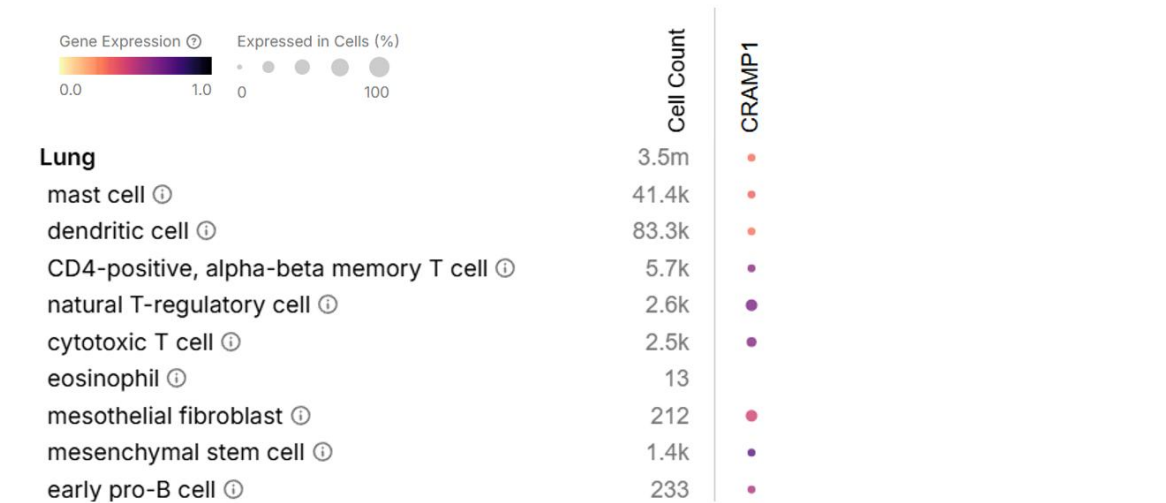 Gene Expression ? Expressed in Cells (%)
0.0 1.0 0 100
Cell Count CRAMP1
Lung 3.5m
mast cell i 41.4k
dendritic cell i 83.3k
CD4-positive, alpha-beta memory T cell i 5.7k
natural T-regulatory cell i 2.6k
cytotoxic T cell i 2.5k
eosinophil i 13
mesothelial fibroblast i 212
mesenchymal stem cell i 1.4k
early pro-B cell i 233